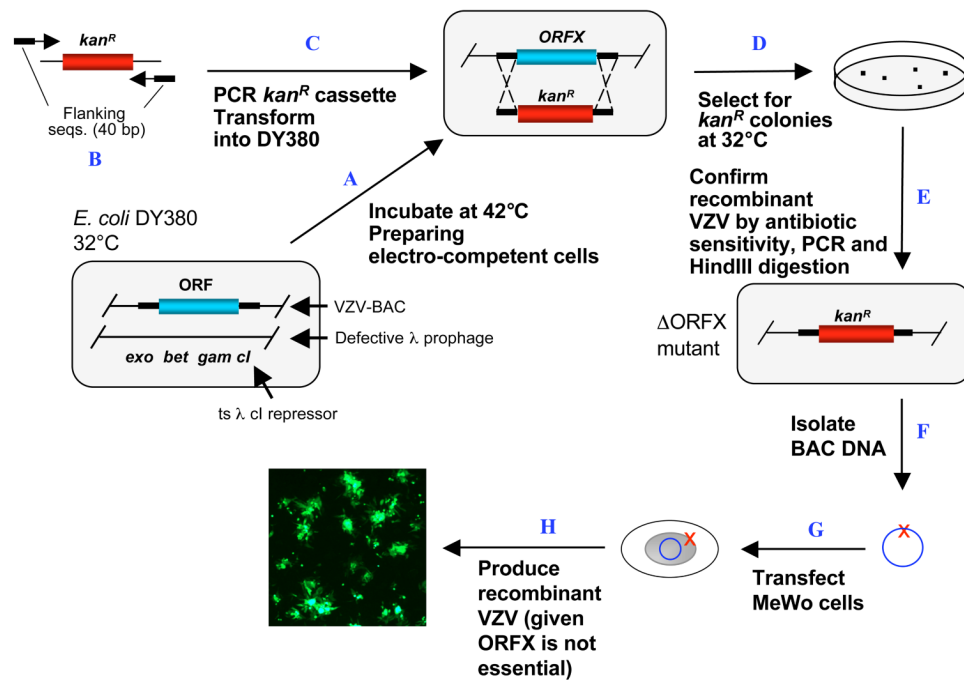 kanR
Flanking
seqs. (40 bp)
B
C
PCR kanR cassette
Transform
into DY380
ORFX
kanR
D
Select for
kanR colonies
at 32°C
A
Incubate at 42°C
Preparing
electro-competent cells
E. coli DY380
32°C
ORF
exo bet gam cI
VZV-BAC
Defective λ prophage
ts λ cI repressor
Confirm
recombinant
VZV by antibiotic
sensitivity, PCR and
HindIII digestion
E
ΔORFX
mutant
kanR
Isolate
BAC DNA
F
X
G
Transfect
MeWo cells
X
H
Produce
recombinant
VZV (given
ORFX is not
essential)